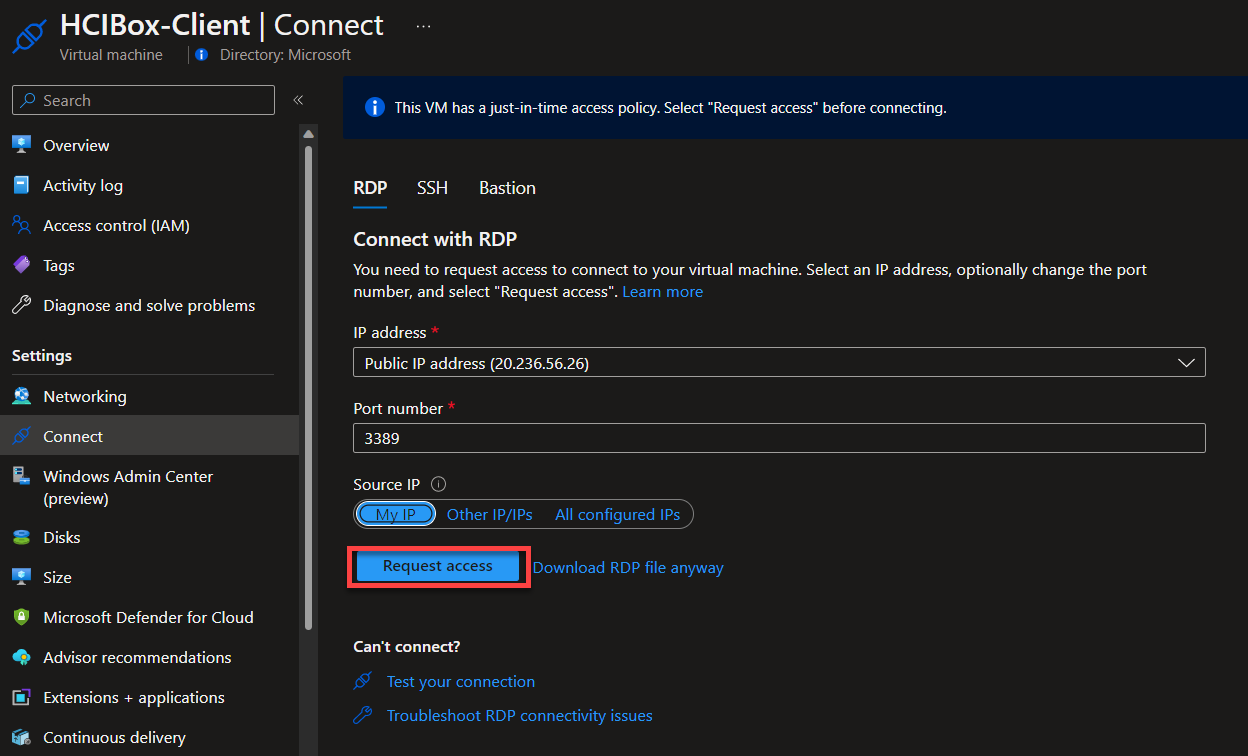 HCIBox-Client | Connect ...
Virtual machine
Directory: Microsoft
Search
Overview
Activity log
Access control (IAM)
Tags
Diagnose and solve problems
Settings
Networking
Connect
Windows Admin Center
(preview)
Disks
Size
Microsoft Defender for Cloud
Advisor recommendations
Extensions + applications
Continuous delivery
This VM has a just-in-time access policy. Select "Request access" before connecting.
RDP SSH Bastion
Connect with RDP
You need to request access to connect to your virtual machine. Select an IP address, optionally change the port
number, and select "Request access". Learn more
IP address *
Public IP address (20.236.56.26)
Port number *
3389
Source IP
My IP Other IP/IPs All configured IPs
Request access Download RDP file anyway
Can't connect?
Test your connection
Troubleshoot RDP connectivity issues